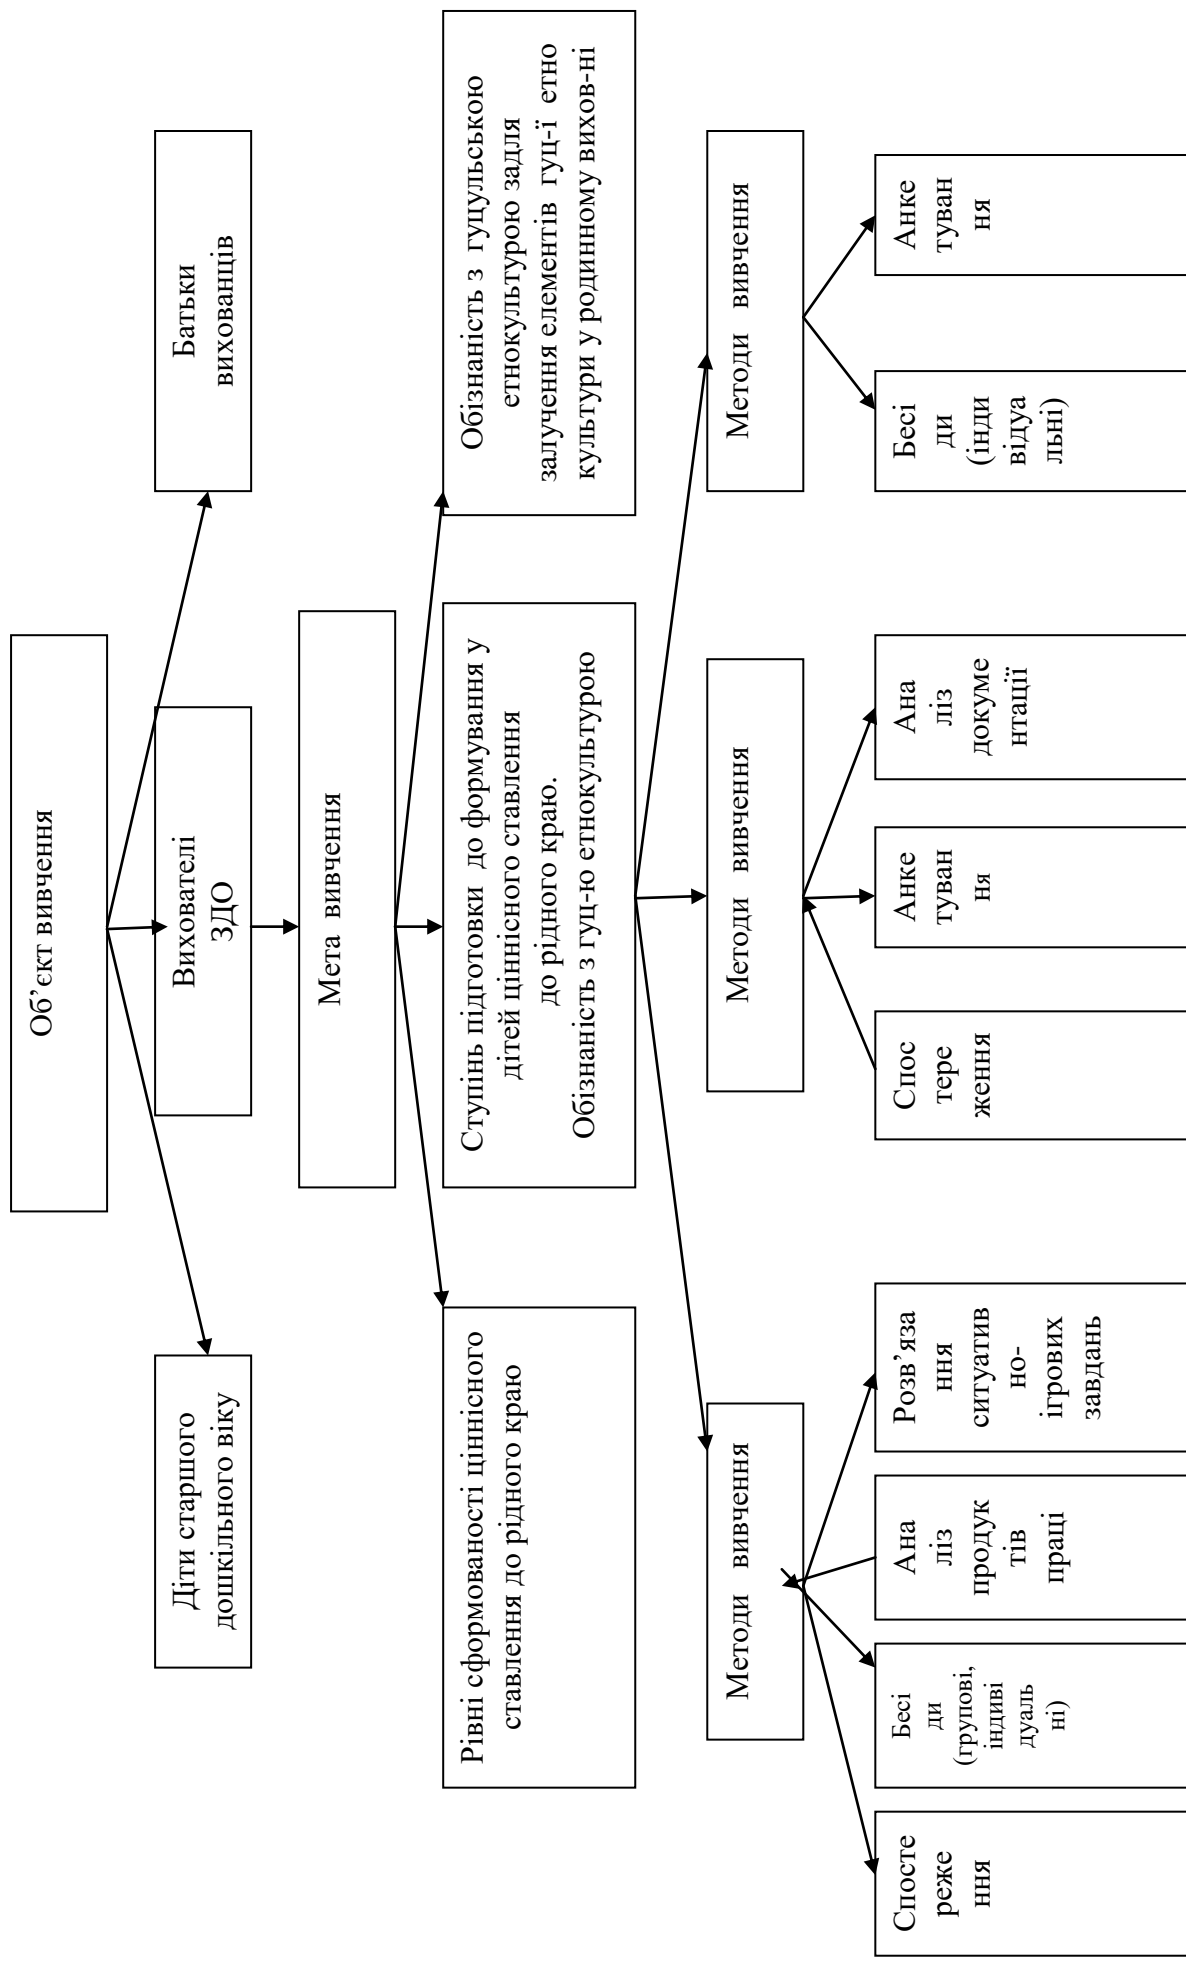 Об’єкт вивчення
Діти старшого
дошкільного віку
Вихователі
ЗДО
Батьки
вихованців
Мета вивчення
Рівні сформованості ціннісного
ставлення до рідного краю
Ступінь підготовки до формування у
дітей ціннісного ставлення
до рідного краю.
Обізнаність з гуц-ю етнокультурою
Обізнаність з гуцульською
етнокультурою задля
залучення елементів гуц-ї етно
культури у родинному вихов-ні
Методи вивчення
Методи вивчення
Методи вивчення
Спосте
реже
ння
Бесі
ди
(групові,
індиві
дуаль
ні)
Ана
ліз
продук
тів
праці
Розв’яза
ння
ситуатив
но-
ігрових
завдань
Спос
тере
ження
Анке
туван
ня
Ана
ліз
докуме
нтації
Бесі
ди
(інди
відуа
льні)
Анке
туван
ня